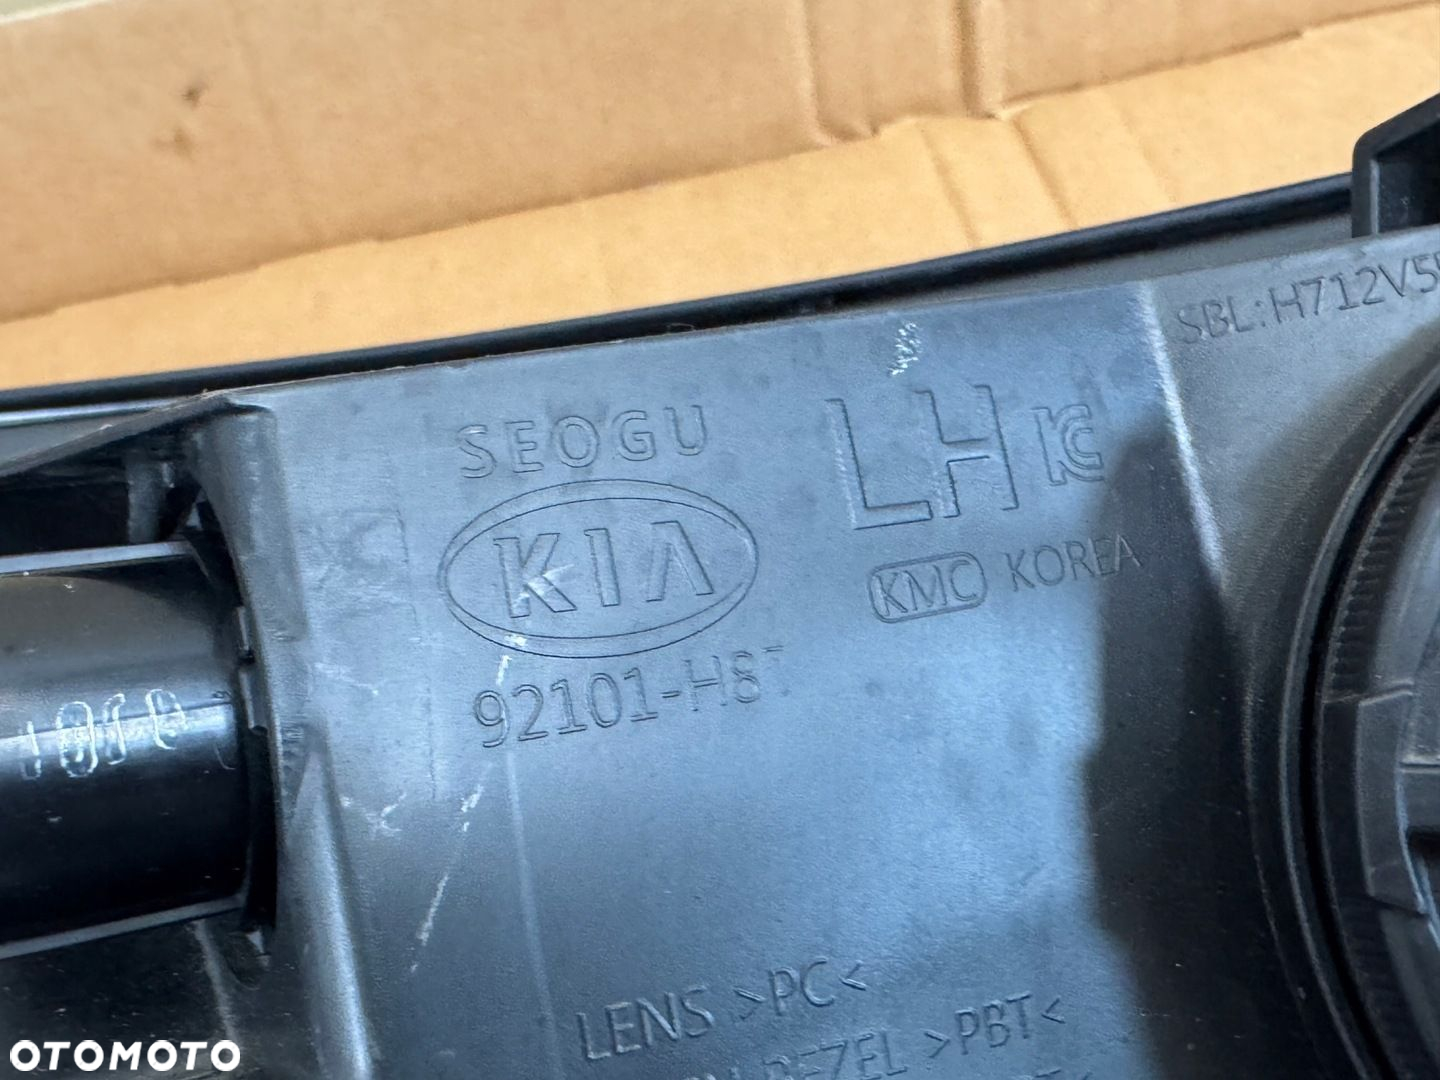 SBL:H712V5
SEOGU
LH
KIA
KMC KOREA
92101-H8
LENS >PC<
BEZEL >PBT<
OTOMOTO